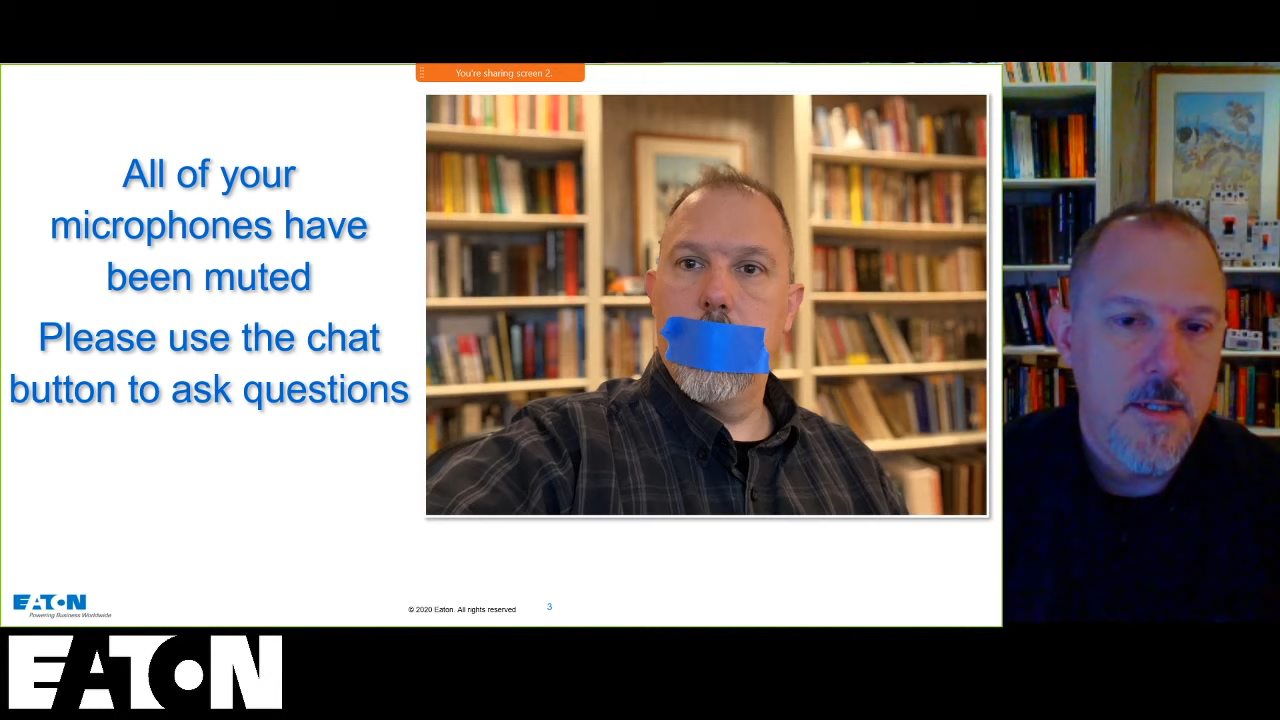 You're sharing screen 2.
All of your
microphones have
been muted
Please use the chat
button to ask questions
EATON
Powering Business Worldwide
© 2020 Eaton. All rights reserved
3
EATON